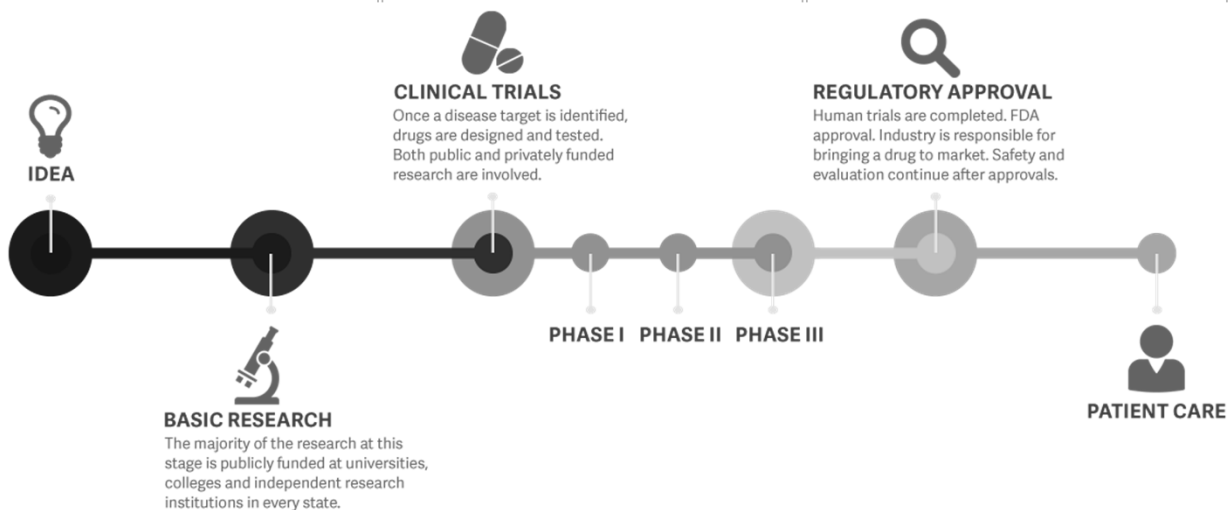 IDEA
BASIC RESEARCH
The majority of the research at this
stage is publicly funded at universities,
colleges and independent research
institutions in every state.
CLINICAL TRIALS
Once a disease target is identified,
drugs are designed and tested.
Both public and privately funded
research are involved.
PHASE I
PHASE II
PHASE III
REGULATORY APPROVAL
Human trials are completed. FDA
approval. Industry is responsible for
bringing a drug to market. Safety and
evaluation continue after approvals.
PATIENT CARE